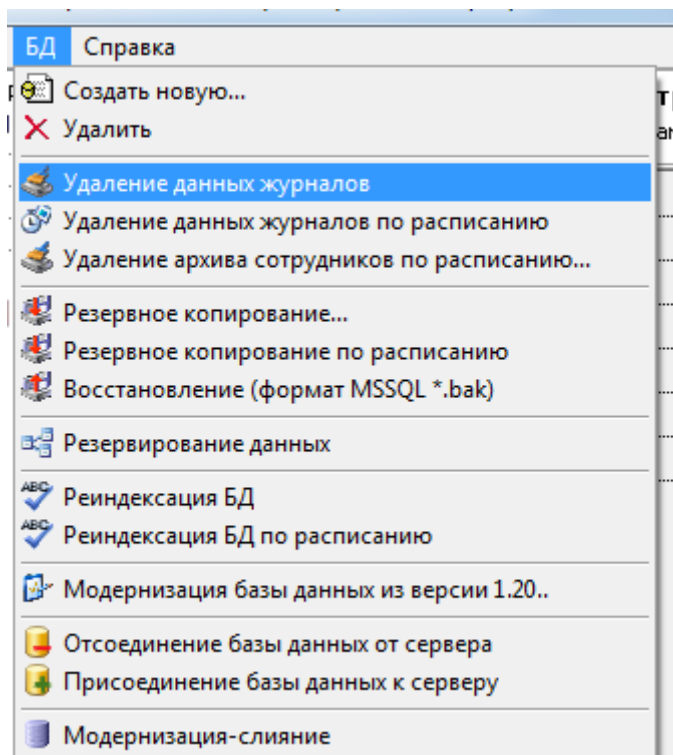 БД Справка
Создать новую...
Удалить
Удаление данных журналов
Удаление данных журналов по расписанию
Удаление архива сотрудников по расписанию...
Резервное копирование...
Резервное копирование по расписанию
Восстановление (формат MSSQL *.bak)
Резервирование данных
Реиндексация БД
Реиндексация БД по расписанию
Модернизация базы данных из версии 1.20..
Отсоединение базы данных от сервера
Присоединение базы данных к серверу
Модернизация-слияние